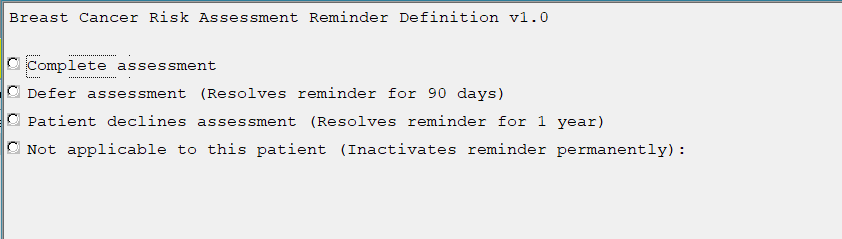 Breast Cancer Risk Assessment Reminder Definition v1.0
Complete assessment
Defer assessment (Resolves reminder for 90 days)
Patient declines assessment (Resolves reminder for 1 year)
Not applicable to this patient (Inactivates reminder permanently):